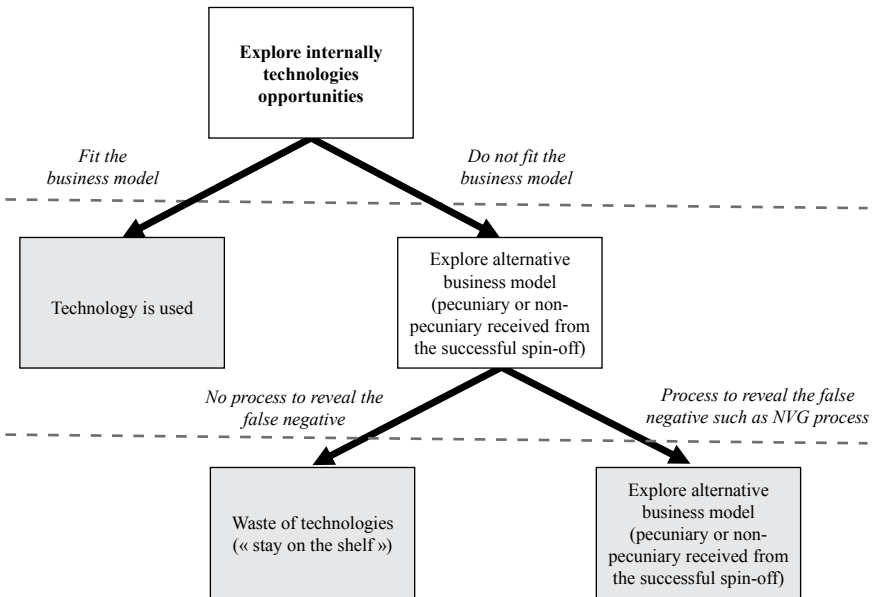 Explore internally
technologies
opportunities
Fit the
business model
Do not fit the
business model
Technology is used
Explore alternative
business model
(pecuniary or non-
pecuniary received from
the successful spin-off)
No process to reveal the
false negative
Process to reveal the false
negative such as NVG process
Waste of technologies
(« stay on the shelf »)
Explore alternative
business model
(pecuniary or non-
pecuniary received from
the successful spin-off)